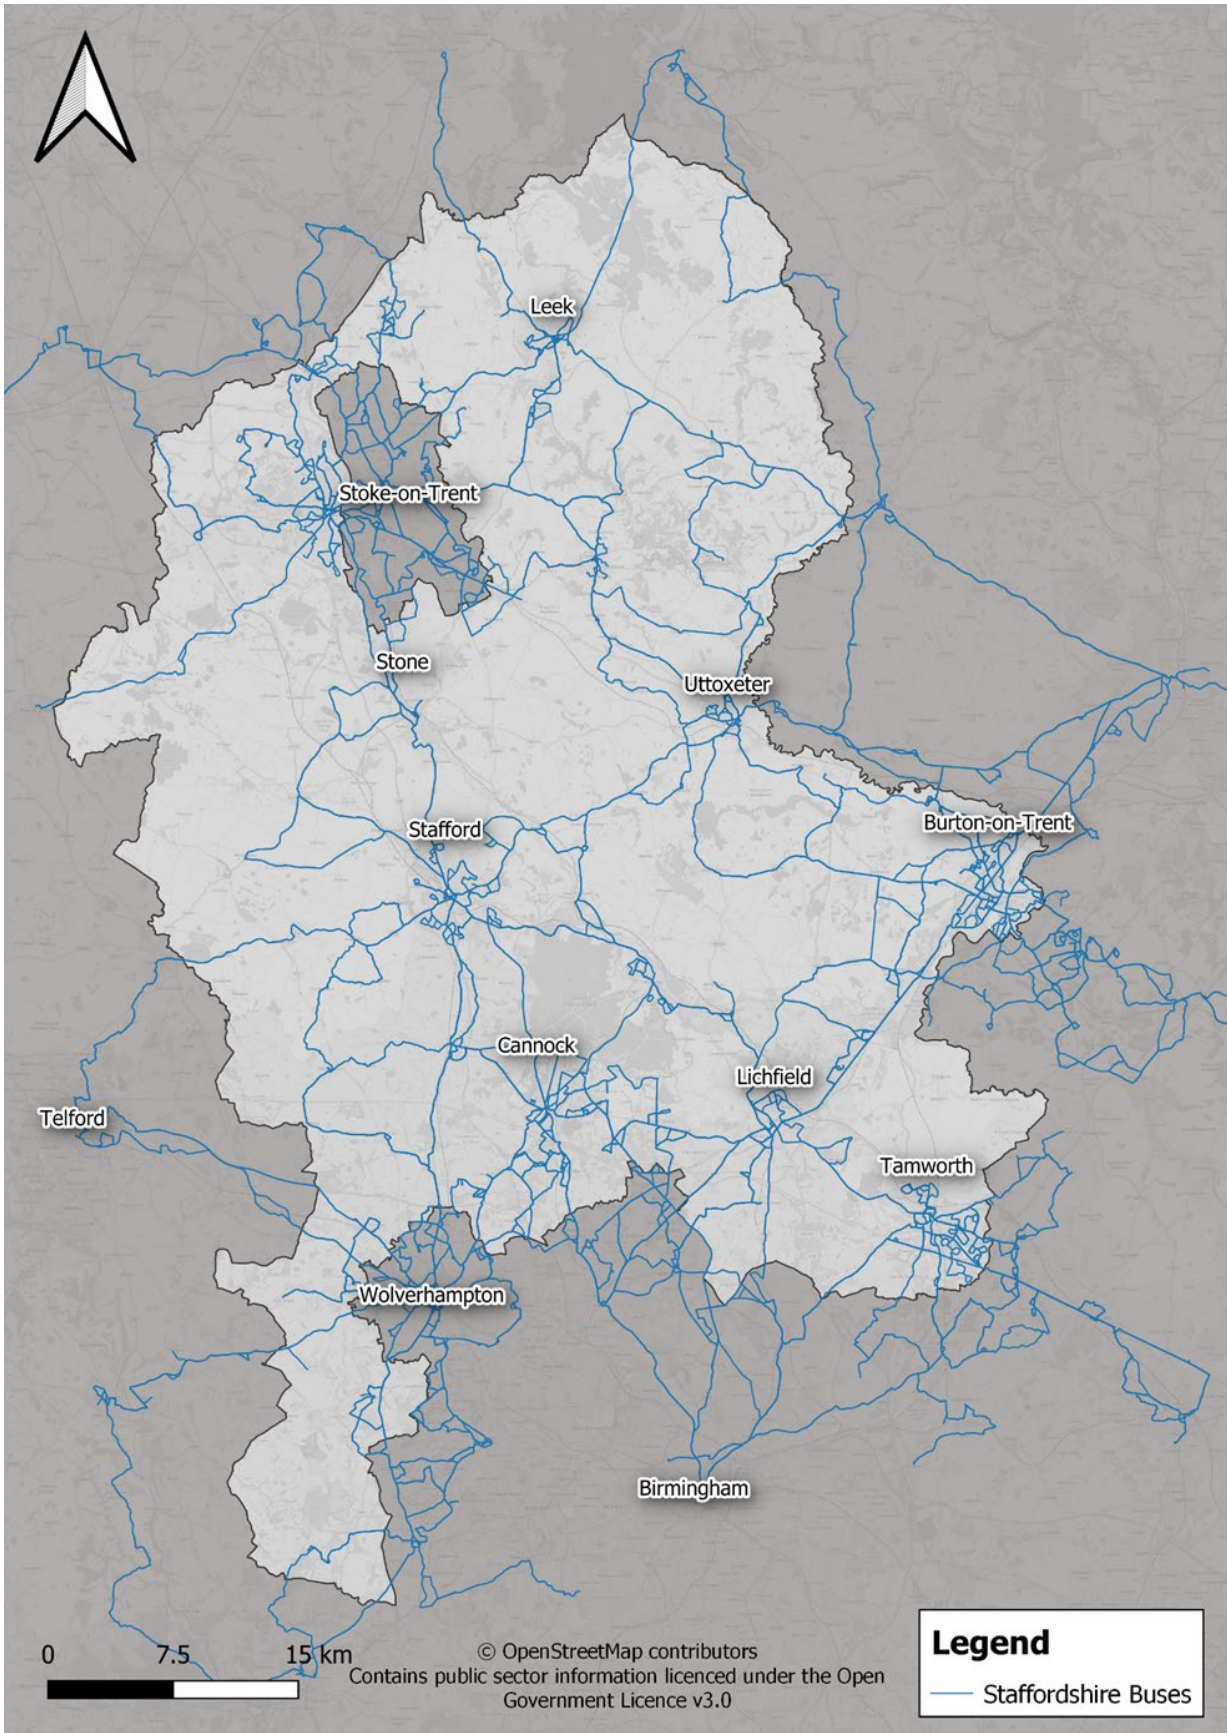 Leek
Stoke-on-Trent
Stone
Uttoxeter
Burton-on-Trent
Stafford
Cannock
Lichfield
Telford
Tamworth
Wolverhampton
Birmingham
0 7.5 15 km
© OpenStreetMap contributors
Contains public sector information licenced under the Open
Government Licence v3.0
Legend
Staffordshire Buses